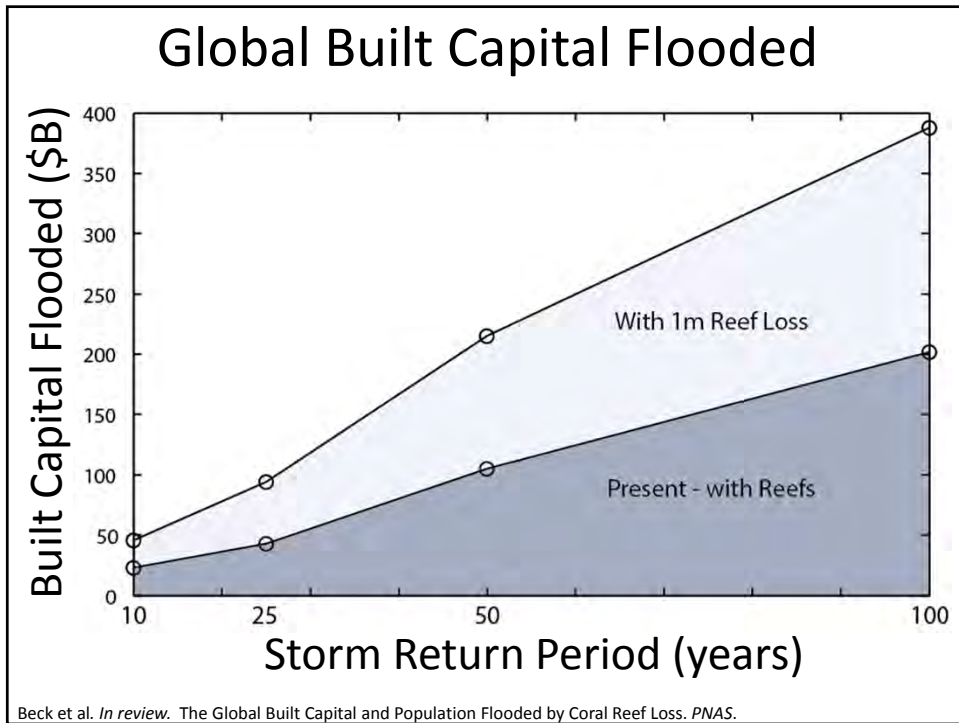 Global Built Capital Flooded
Built Capital Flooded ($B)
400
350
300
250
200
150
100
50
0
With 1m Reef Loss
Present - with Reefs
10 25 50 100
Storm Return Period (years)
Beck et al. In review. The Global Built Capital and Population Flooded by Coral Reef Loss. PNAS.